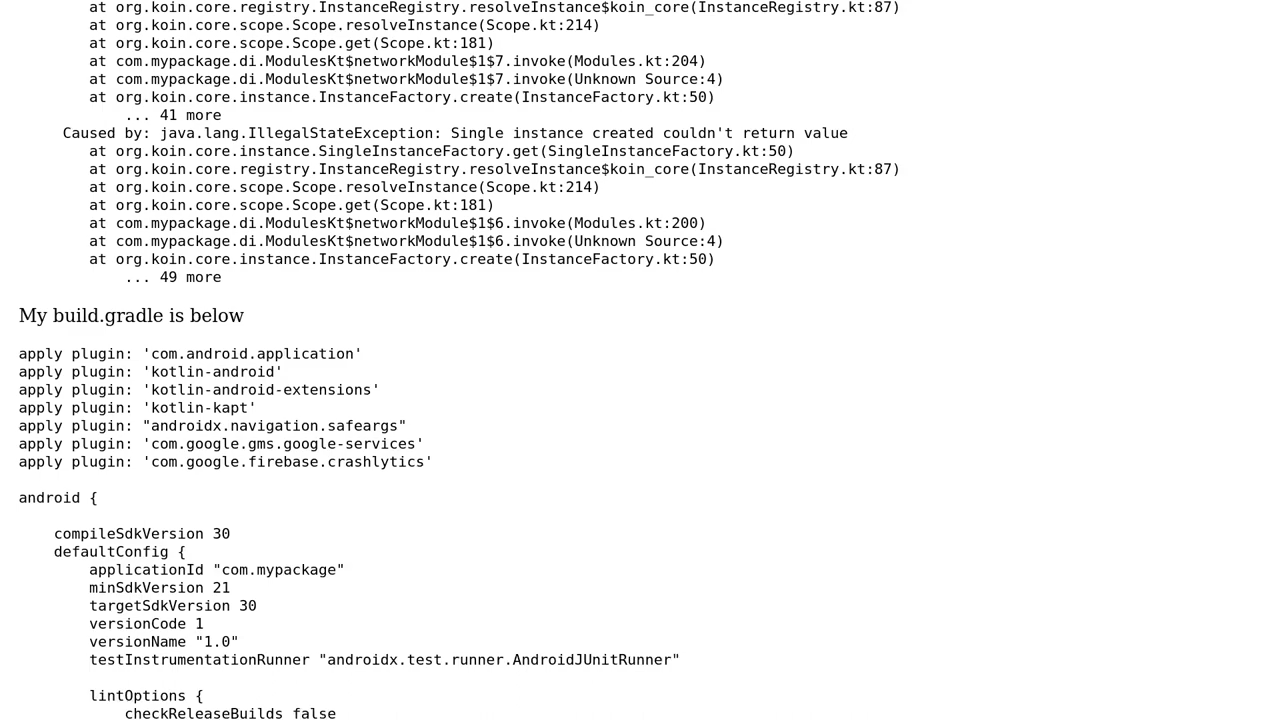 at org.koin.core.registry.InstanceRegistry.resolveInstance$koin_core(InstanceRegistry.kt:87)
at org.koin.core.scope.Scope.resolveInstance(Scope.kt:214)
at org.koin.core.scope.Scope.get(Scope.kt:181)
at com.mypackage.di.ModulesKt$networkModule$1$7.invoke(Modules.kt:204)
at com.mypackage.di.ModulesKt$networkModule$1$7.invoke(Unknown Source:4)
at org.koin.core.instance.InstanceFactory.create(InstanceFactory.kt:50)
... 41 more
Caused by: java.lang.IllegalStateException: Single instance created couldn't return value
at org.koin.core.instance.SingleInstanceFactory.get(SingleInstanceFactory.kt:50)
at org.koin.core.registry.InstanceRegistry.resolveInstance$koin_core(InstanceRegistry.kt:87)
at org.koin.core.scope.Scope.resolveInstance(Scope.kt:214)
at org.koin.core.scope.Scope.get(Scope.kt:181)
at com.mypackage.di.ModulesKt$networkModule$1$6.invoke(Modules.kt:200)
at com.mypackage.di.ModulesKt$networkModule$1$6.invoke(Unknown Source:4)
at org.koin.core.instance.InstanceFactory.create(InstanceFactory.kt:50)
... 49 more
My build.gradle is below
apply plugin: 'com.android.application'
apply plugin: 'kotlin-android'
apply plugin: 'kotlin-android-extensions'
apply plugin: 'kotlin-kapt'
apply plugin: "androidx.navigation.safeargs"
apply plugin: 'com.google.gms.google-services'
apply plugin: 'com.google.firebase.crashlytics'
android {
compileSdkVersion 30
defaultConfig {
applicationId "com.mypackage"
minSdkVersion 21
targetSdkVersion 30
versionCode 1
versionName "1.0"
testInstrumentationRunner "androidx.test.runner.AndroidJUnitRunner"
lintOptions {
checkReleaseBuilds false